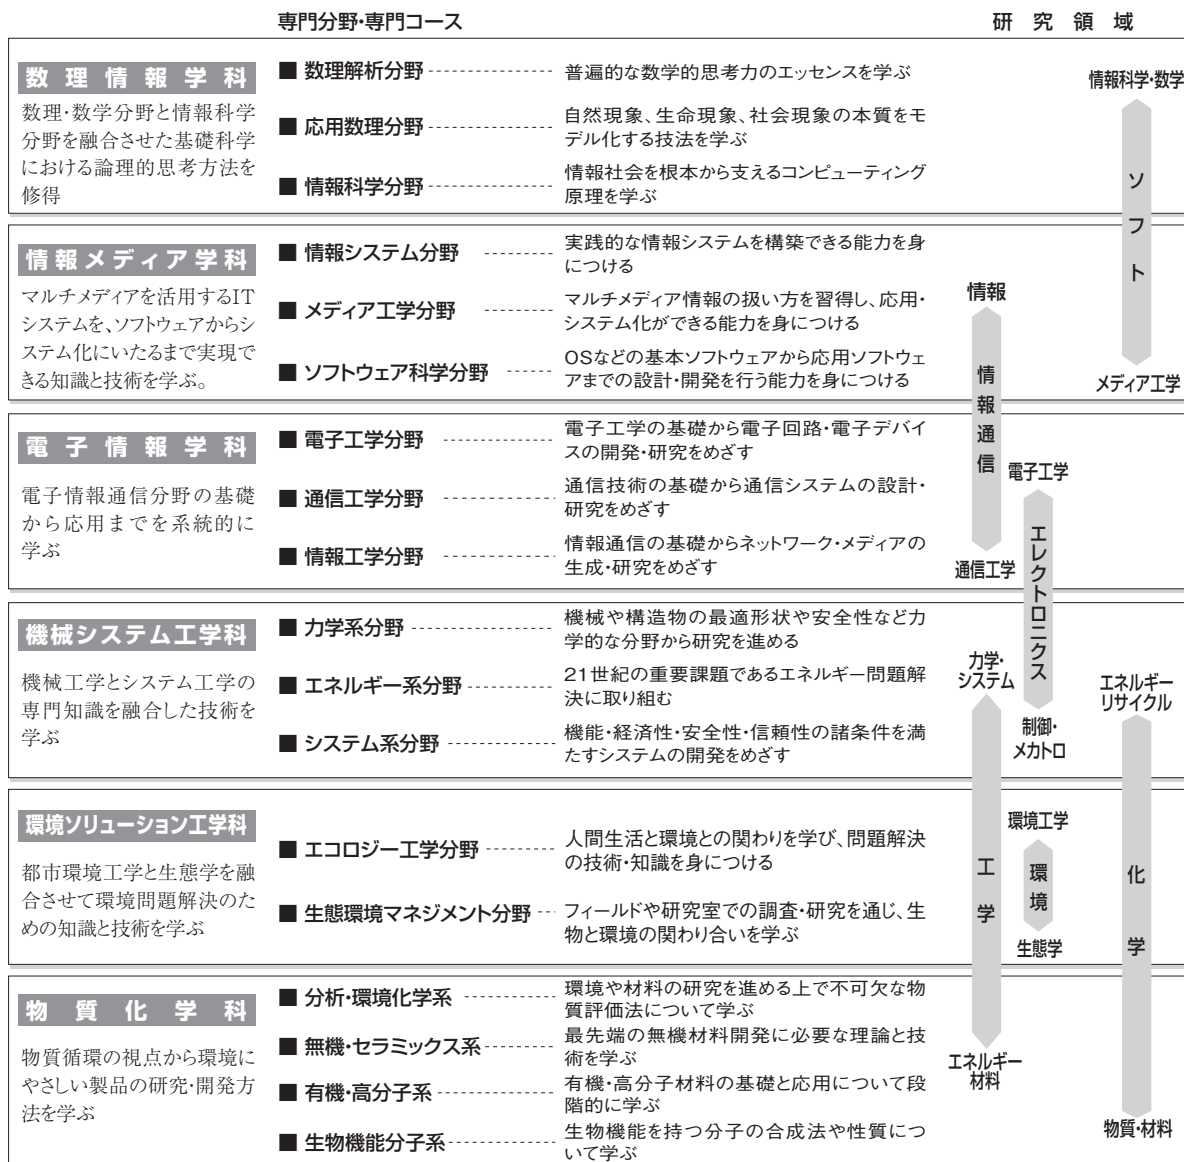 専門分野・専門コース
研究領域
数理情報学科
数理・数学分野と情報科学
分野を融合させた基礎科学
における論理的思考方法を
修得
■ 数理解析分野
普遍的な数学的思考力のエッセンスを学ぶ
■ 応用数理分野
自然現象、生命現象、社会現象の本質をモ
デル化する技法を学ぶ
■ 情報科学分野
情報社会を根本から支えるコンピューティング
原理を学ぶ
情報メディア学科
マルチメディアを活用するIT
システムを、ソフトウェアからシ
ステム化にいたるまで実現で
きる知識と技術を学ぶ。
■ 情報システム分野
実践的な情報システムを構築できる能力を身
につける
■ メディア工学分野
マルチメディア情報の扱い方を習得し、応用・
システム化ができる能力を身につける
■ ソフトウェア科学分野
OSなどの基本ソフトウェアから応用ソフトウェ
アまでの設計・開発を行う能力を身につける
電子情報学科
電子情報通信分野の基礎
から応用までを系統的に
学ぶ
■ 電子工学分野
電子工学の基礎から電子回路・電子デバイ
スの開発・研究をめざす
■ 通信工学分野
通信技術の基礎から通信システムの設計・
研究をめざす
■ 情報工学分野
情報通信の基礎からネットワーク・メディアの
生成・研究をめざす
機械システム工学科
機械工学とシステム工学の
専門知識を融合した技術を
学ぶ
■ 力学系分野
機械や構造物の最適形状や安全性など力
学的な分野から研究を進める
■ エネルギー系分野
21世紀の重要課題であるエネルギー問題解
決に取り組む
■ システム系分野
機能・経済性・安全性・信頼性の諸条件を満
たすシステムの開発をめざす
環境ソリューション工学科
都市環境工学と生態学を融
合させて環境問題解決のた
めの知識と技術を学ぶ
■ エコロジー工学分野
人間生活と環境との関わりを学び、問題解決
の技術・知識を身につける
■ 生態環境マネジメント分野
フィールドや研究室での調査・研究を通じ、生
物と環境の関わり合いを学ぶ
物質化学科
物質循環の視点から環境に
やさしい製品の研究・開発方
法を学ぶ
■ 分析・環境化学系
環境や材料の研究を進める上で不可欠な物
質評価法について学ぶ
■ 無機・セラミックス系
最先端の無機材料開発に必要な理論と技
術を学ぶ
■ 有機・高分子系
有機・高分子材料の基礎と応用について段
階的に学ぶ
■ 生物機能分子系
生物機能を持つ分子の合成法や性質につ
いて学ぶ
情報科学・数学
ソフト
メディア工学
情報
情報通信
通信工学
電子工学
エレクトロニクス
制御・
メカトロ
力学・
システム
工学
エネルギー
材料
環境工学
環境
生態学
エネルギー
リサイクル
化学
物質・材料